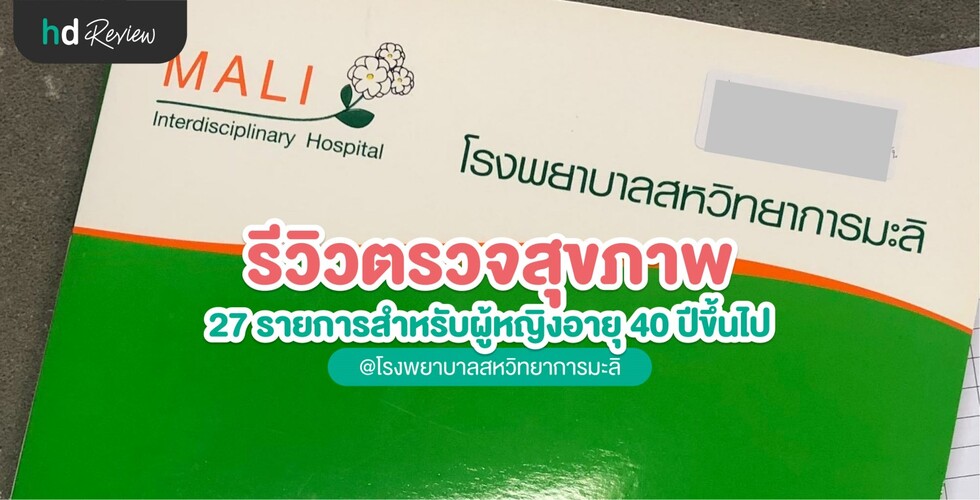 hd Review
MALI
Interdisciplinary Hospital
โรงพยาบาลสหวิทยาการมะลิ
รีวิวตรวจสุขภาพ
27 รายการสำหรับผู้หญิงอายุ 40 ปีขึ้นไป
@โรงพยาบาลสหวิทยาการมะลิ